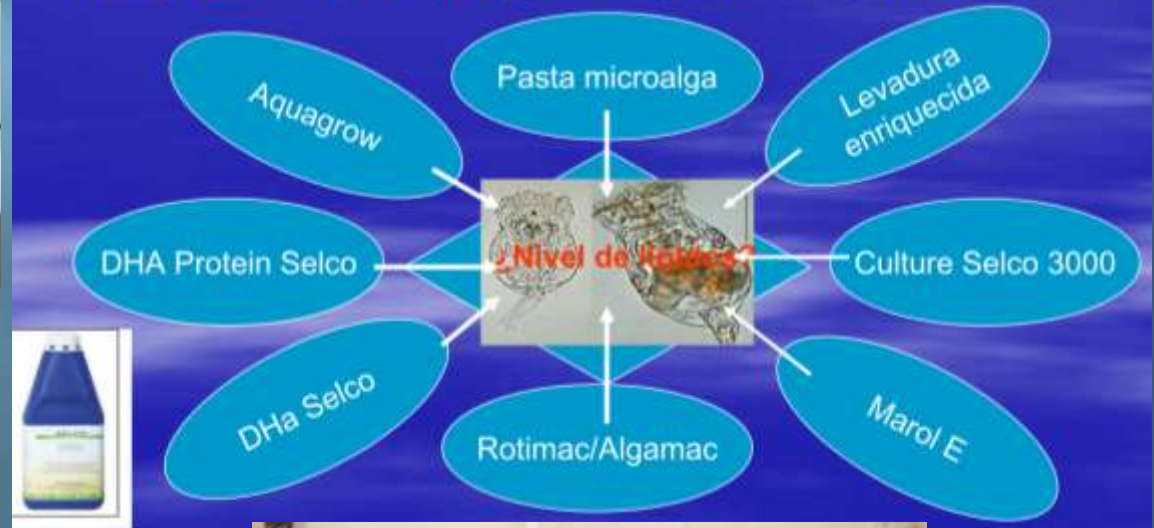 Pasta microalga
Levadura
enriquecida
Aquagrow
¿Nivel de lípidos?
DHA Protein Selco
Culture Selco 3000
DHa Selco
Marol E
Rotimac/Algamac